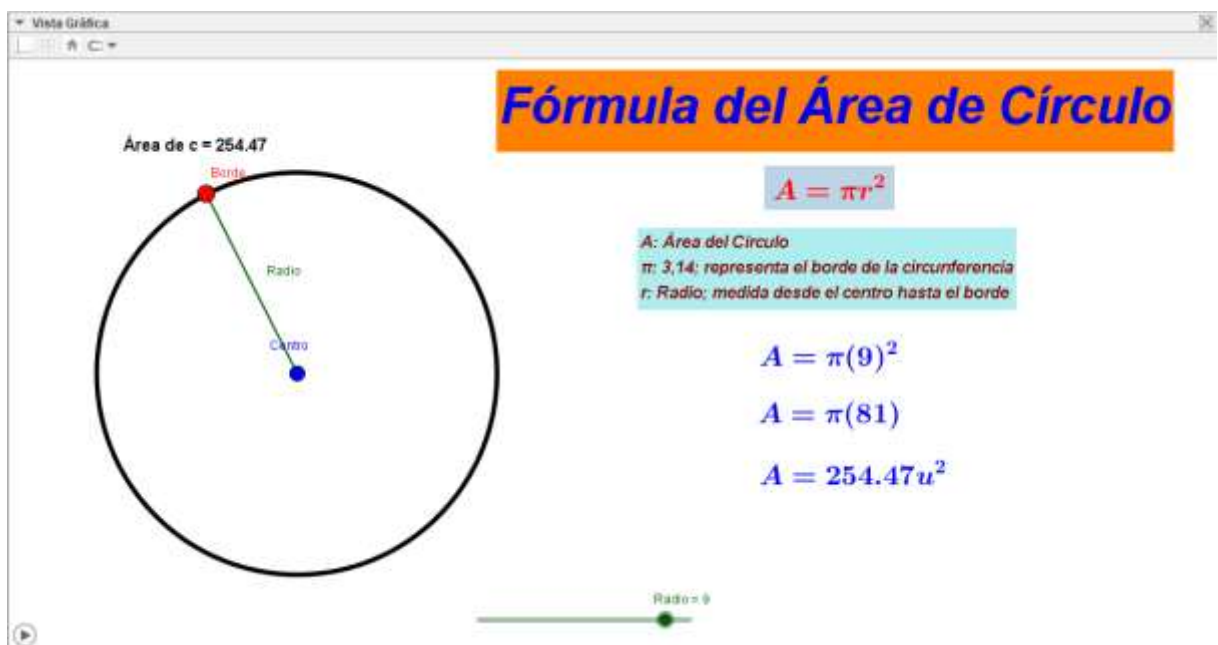 Vista Gráfica
Fórmula del Área de Círculo
Área de c = 254.47
Borde
Radio
Centro
A = πr²
A: Área del Círculo
π: 3,14; representa el borde de la circunferencia
r: Radio; medida desde el centro hasta el borde
A = π(9)²
A = π(81)
A = 254.47u²
Radio = 9